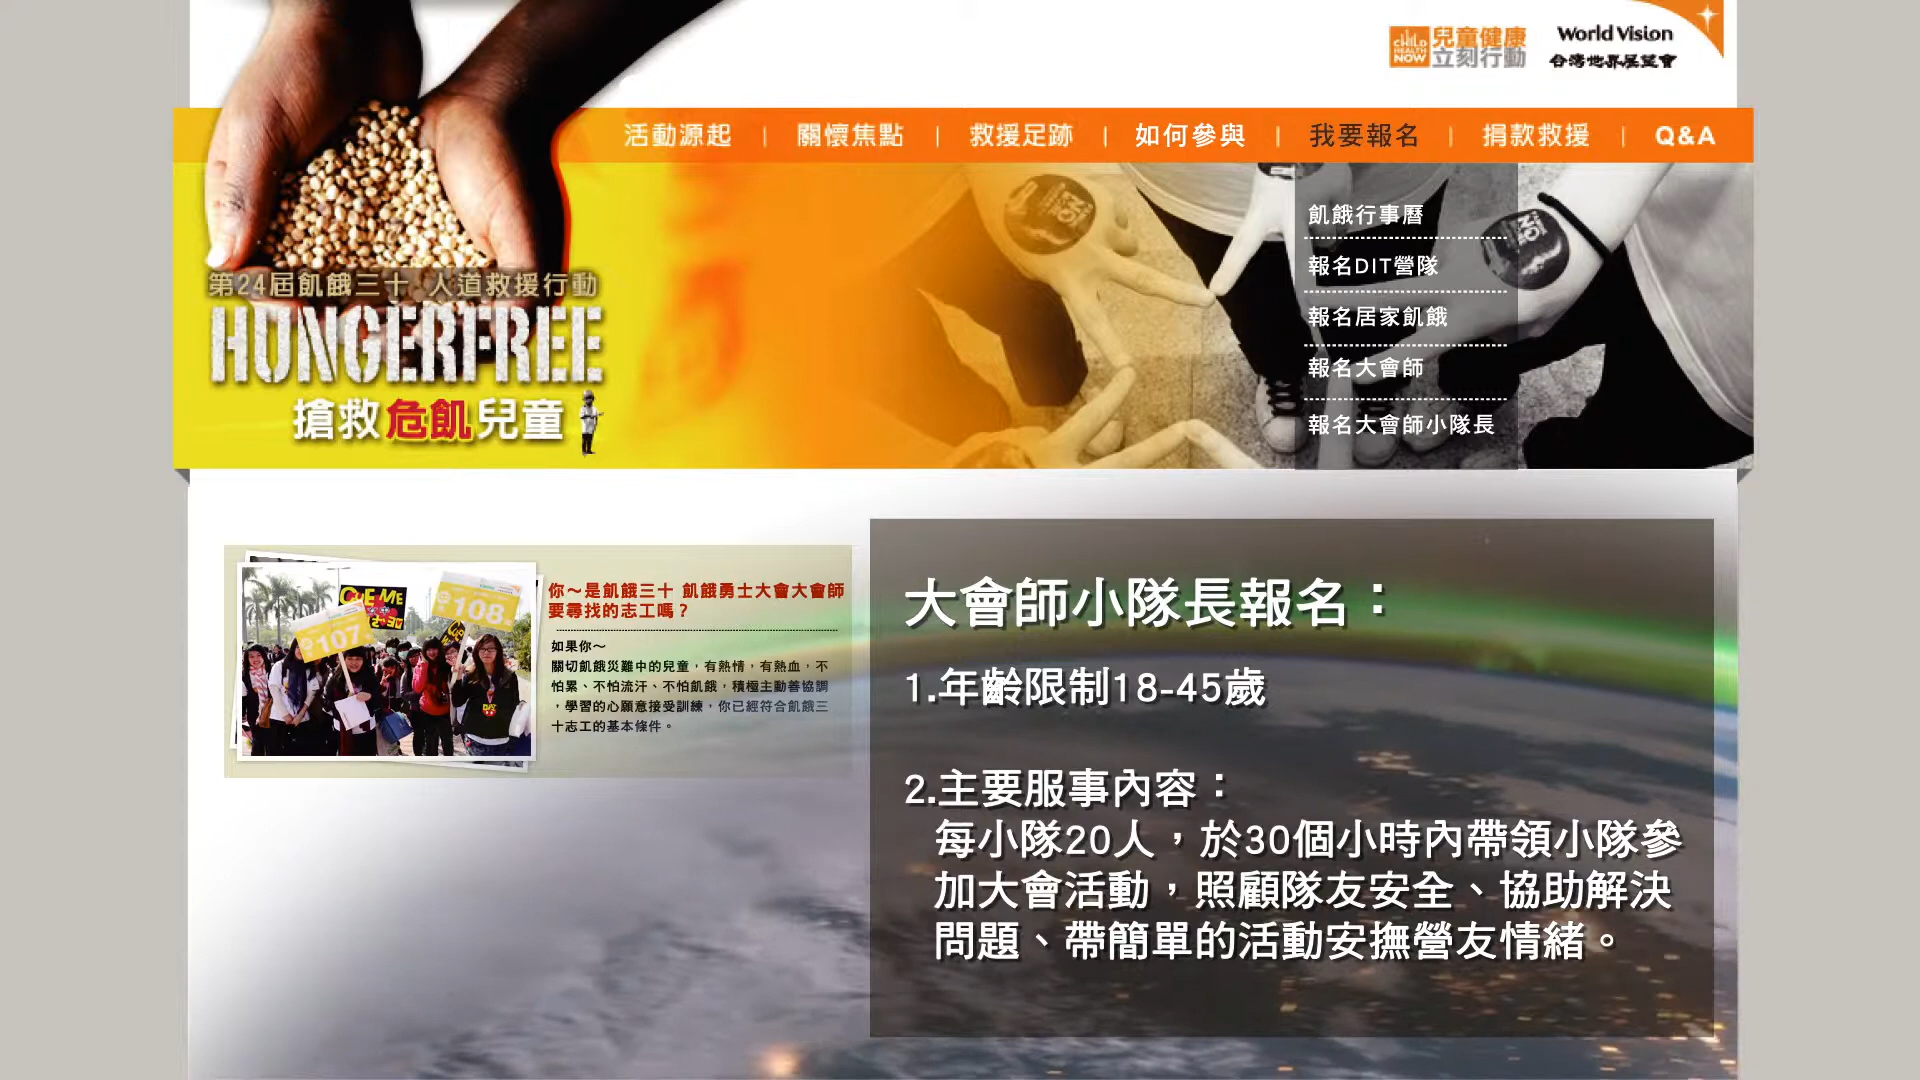 CHILD
HEALTH
NOW
兒童健康
立刻行動
World Vision
台灣世界展望會
活動源起 | 關懷焦點 | 救援足跡 | 如何參與 | 我要報名 | 捐款救援 | Q&A
飢餓行事曆
報名DIT營隊
報名居家飢餓
報名大會師
報名大會師小隊長
第24屆飢餓三十 人道救援行動
HUNGERFREE
搶救危飢兒童
107
108
你～是飢餓三十 飢餓勇士大會大會師
要尋找的志工嗎？
如果你～
關切飢餓災難中的兒童，有熱情，有熱血，不
怕累、不怕流汗、不怕飢餓，積極主動善協調
，學習的心願意接受訓練，你已經符合飢餓三
十志工的基本條件。
大會師小隊長報名：
1.年齡限制18-45歲
2.主要服事內容：
每小隊20人，於30個小時內帶領小隊參
加大會活動，照顧隊友安全、協助解決
問題、帶簡單的活動安撫營友情緒。